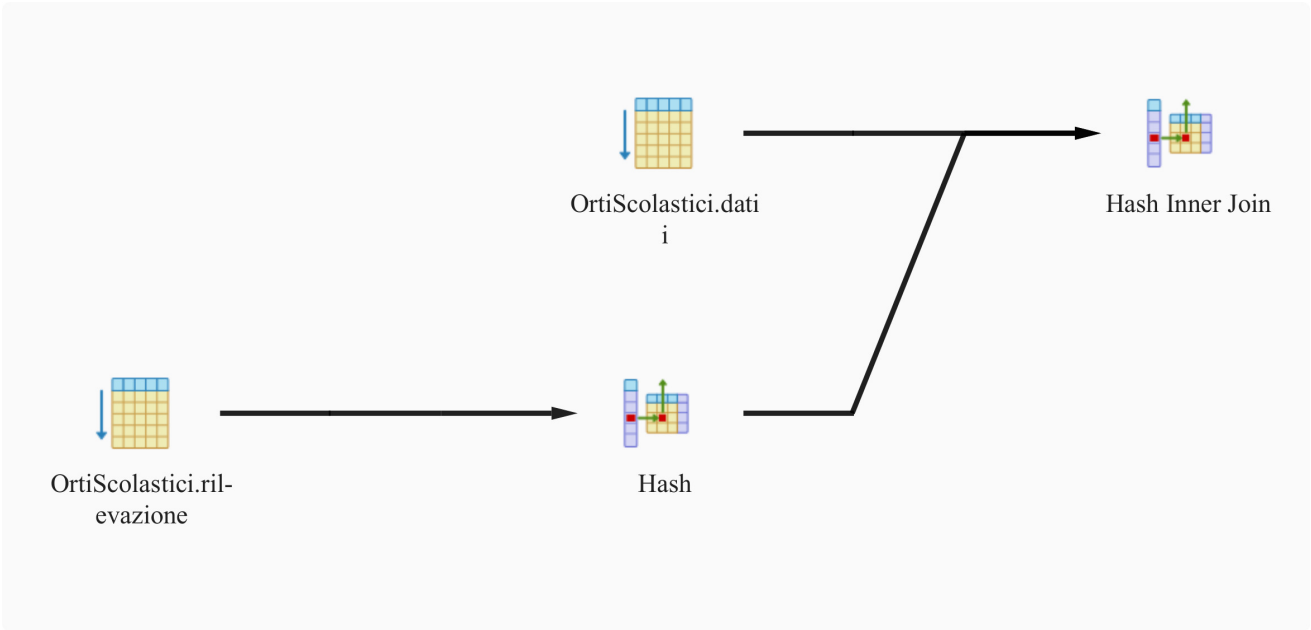 OrtiScolastici.dati
i
Hash Inner Join
OrtiScolastici.ril-
evazione
Hash